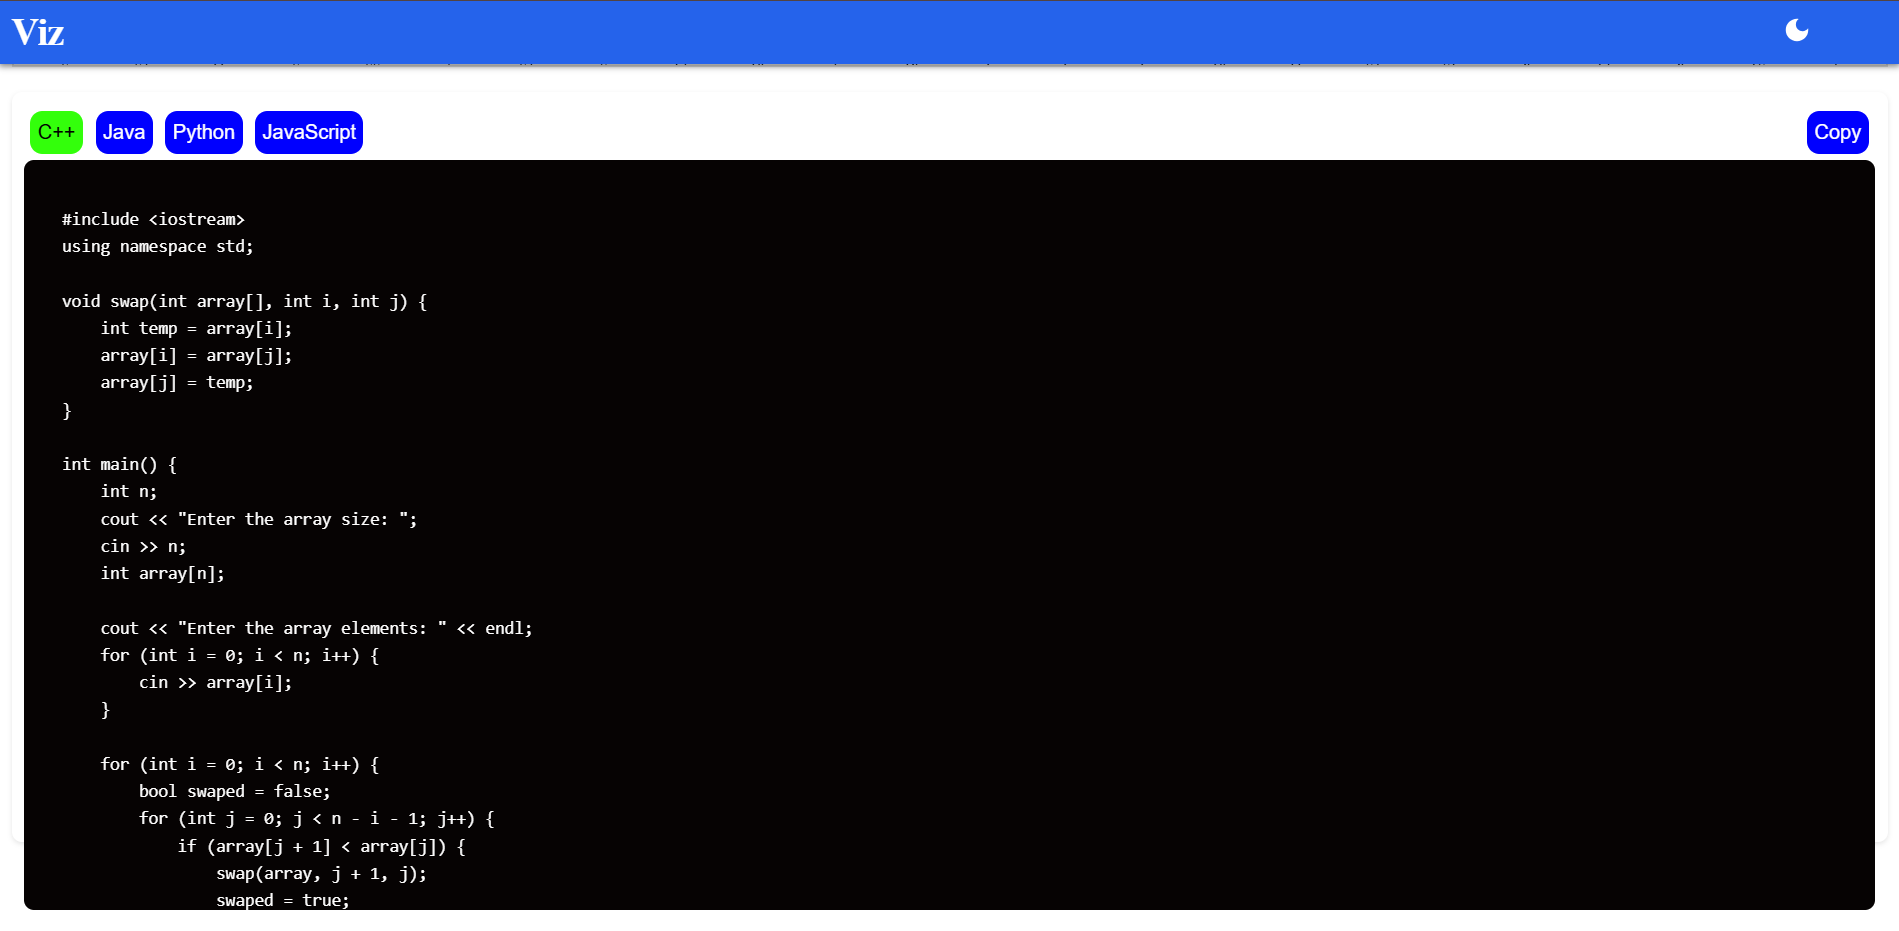 Viz
C++ Java Python JavaScript Copy
#include <iostream>
using namespace std;
void swap(int array[], int i, int j) {
    int temp = array[i];
    array[i] = array[j];
    array[j] = temp;
}
int main() {
    int n;
    cout << "Enter the array size: ";
    cin >> n;
    int array[n];
    cout << "Enter the array elements: " << endl;
    for (int i = 0; i < n; i++) {
        cin >> array[i];
    }
    for (int i = 0; i < n; i++) {
        bool swaped = false;
        for (int j = 0; j < n - i - 1; j++) {
            if (array[j + 1] < array[j]) {
                swap(array, j + 1, j);
                swaped = true;